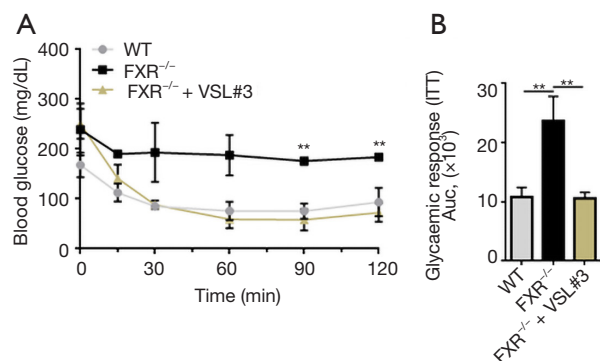 A
WT
FXR⁻/⁻
FXR⁻/⁻ + VSL#3
Blood glucose (mg/dL)
400
300
200
100
0
** **
0 30 60 90 120
Time (min)
B
Glycaemic response (ITT)
Auc, (×10³)
30
20
10
0
** **
WT
FXR⁻/⁻
FXR⁻/⁻ + VSL#3